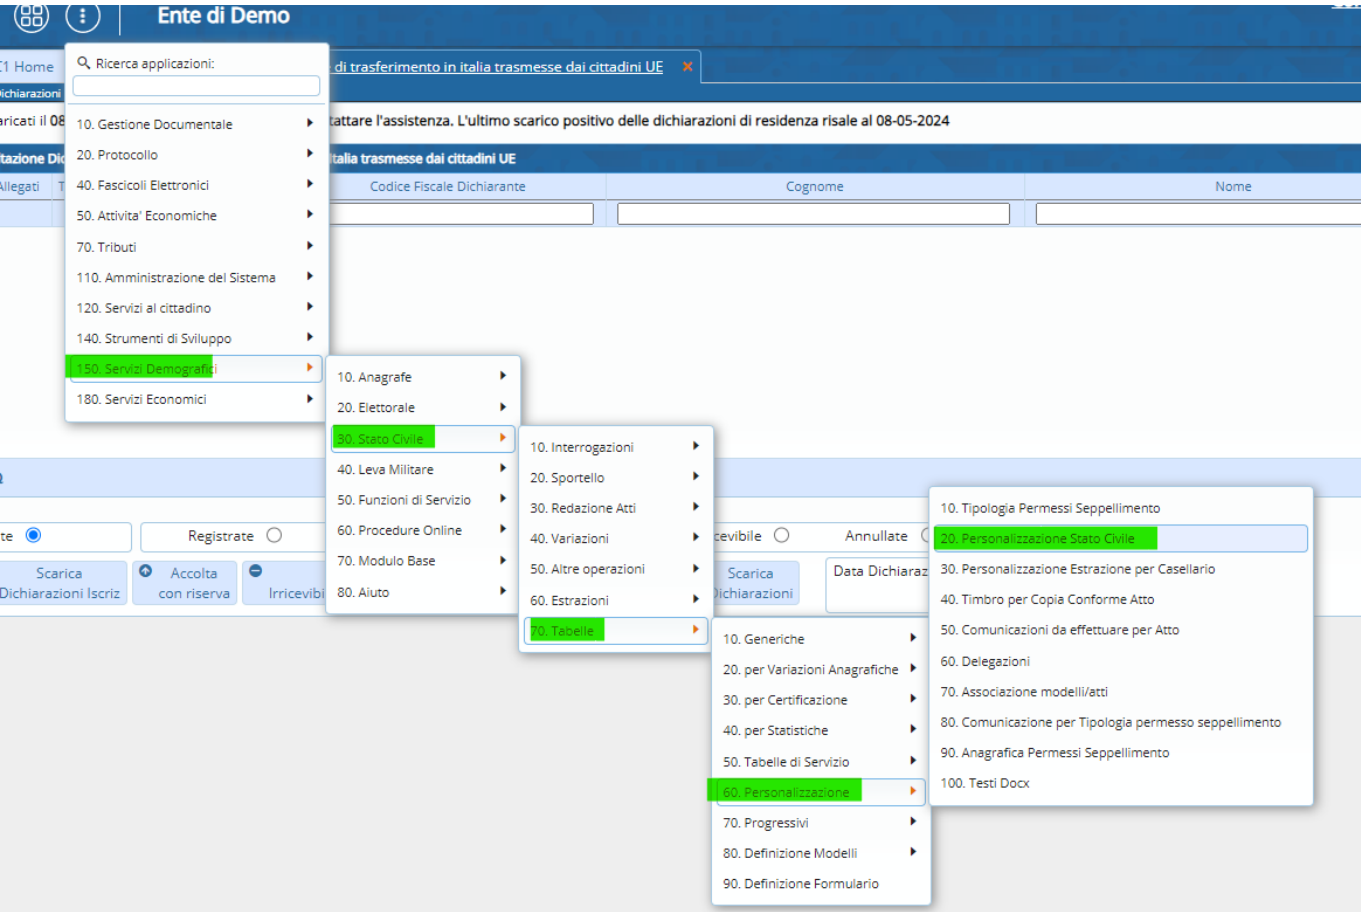 Ente di Demo
1 Home
di trasferimento in italia trasmesse dai cittadini UE
Ricerca applicazioni:
Dichiarazioni
aricati il 08
tattare l'assistenza. L'ultimo scarico positivo delle dichiarazioni di residenza risale al 08-05-2024
tazione Dic
italia trasmesse dai cittadini UE
Allegati T
Codice Fiscale Dichiarante
Cognome
Nome
10. Gestione Documentale
20. Protocollo
40. Fascicoli Elettronici
50. Attivita' Economiche
70. Tributi
110. Amministrazione del Sistema
120. Servizi al cittadino
140. Strumenti di Sviluppo
150. Servizi Demografici
180. Servizi Economici
10. Anagrafe
20. Elettorale
30. Stato Civile
40. Leva Militare
50. Funzioni di Servizio
60. Procedure Online
70. Modulo Base
80. Aiuto
10. Interrogazioni
20. Sportello
30. Redazione Atti
40. Variazioni
50. Altre operazioni
60. Estrazioni
70. Tabelle
10. Generiche
20. per Variazioni Anagrafiche
30. per Certificazione
40. per Statistiche
50. Tabelle di Servizio
60. Personalizzazione
70. Progressivi
80. Definizione Modelli
90. Definizione Formulario
10. Tipologia Permessi Seppellimento
20. Personalizzazione Stato Civile
30. Personalizzazione Estrazione per Casellario
40. Timbro per Copia Conforme Atto
50. Comunicazioni da effettuare per Atto
60. Delegazioni
70. Associazione modelli/atti
80. Comunicazione per Tipologia permesso seppellimento
90. Anagrafica Permessi Seppellimento
100. Testi Docx
te
Registrate
cevibile
Annullate
Scarica
Dichiarazioni Iscriz
Accolta
con riserva
Irricevibi
Scarica
Dichiarazioni
Data Dichiaraz